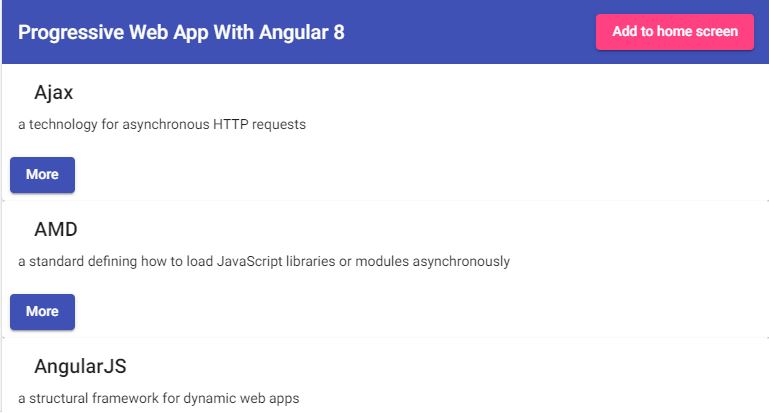 Progressive Web App With Angular 8
Add to home screen
Ajax
a technology for asynchronous HTTP requests
More
AMD
a standard defining how to load JavaScript libraries or modules asynchronously
More
AngularJS
a structural framework for dynamic web apps